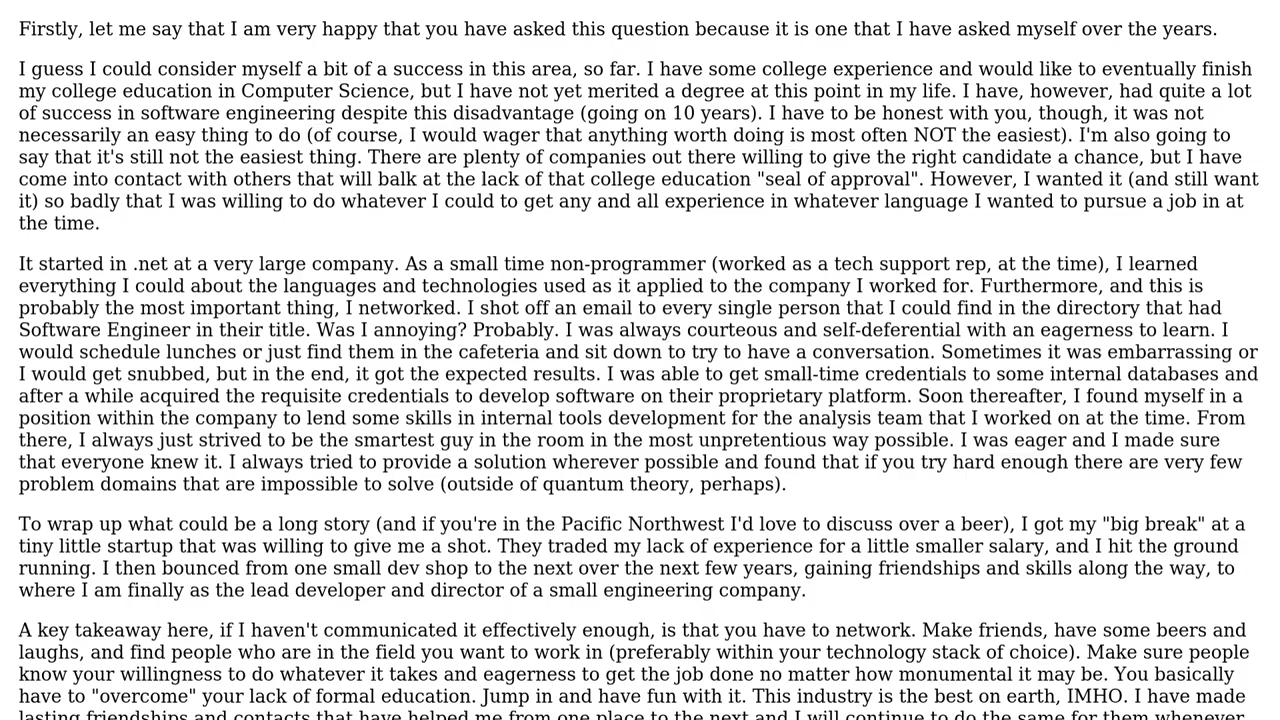 Firstly, let me say that I am very happy that you have asked this question because it is one that I have asked myself over the years.
I guess I could consider myself a bit of a success in this area, so far. I have some college experience and would like to eventually finish
my college education in Computer Science, but I have not yet merited a degree at this point in my life. I have, however, had quite a lot
of success in software engineering despite this disadvantage (going on 10 years). I have to be honest with you, though, it was not
necessarily an easy thing to do (of course, I would wager that anything worth doing is most often NOT the easiest). I'm also going to
say that it's still not the easiest thing. There are plenty of companies out there willing to give the right candidate a chance, but I have
come into contact with others that will balk at the lack of that college education "seal of approval". However, I wanted it (and still want
it) so badly that I was willing to do whatever I could to get any and all experience in whatever language I wanted to pursue a job in at
the time.
It started in .net at a very large company. As a small time non-programmer (worked as a tech support rep, at the time), I learned
everything I could about the languages and technologies used as it applied to the company I worked for. Furthermore, and this is
probably the most important thing, I networked. I shot off an email to every single person that I could find in the directory that had
Software Engineer in their title. Was I annoying? Probably. I was always courteous and self-deferential with an eagerness to learn. I
would schedule lunches or just find them in the cafeteria and sit down to try to have a conversation. Sometimes it was embarrassing or
I would get snubbed, but in the end, it got the expected results. I was able to get small-time credentials to some internal databases and
after a while acquired the requisite credentials to develop software on their proprietary platform. Soon thereafter, I found myself in a
position within the company to lend some skills in internal tools development for the analysis team that I worked on at the time. From
there, I always just strived to be the smartest guy in the room in the most unpretentious way possible. I was eager and I made sure
that everyone knew it. I always tried to provide a solution wherever possible and found that if you try hard enough there are very few
problem domains that are impossible to solve (outside of quantum theory, perhaps).
To wrap up what could be a long story (and if you're in the Pacific Northwest I'd love to discuss over a beer), I got my "big break" at a
tiny little startup that was willing to give me a shot. They traded my lack of experience for a little smaller salary, and I hit the ground
running. I then bounced from one small dev shop to the next over the next few years, gaining friendships and skills along the way, to
where I am finally as the lead developer and director of a small engineering company.
A key takeaway here, if I haven't communicated it effectively enough, is that you have to network. Make friends, have some beers and
laughs, and find people who are in the field you want to work in (preferably within your technology stack of choice). Make sure people
know your willingness to do whatever it takes and eagerness to get the job done no matter how monumental it may be. You basically
have to "overcome" your lack of formal education. Jump in and have fun with it. This industry is the best on earth, IMHO. I have made
lasting friendships and contacts that have helped me from one place to the next and I will continue to do the same for them whenever